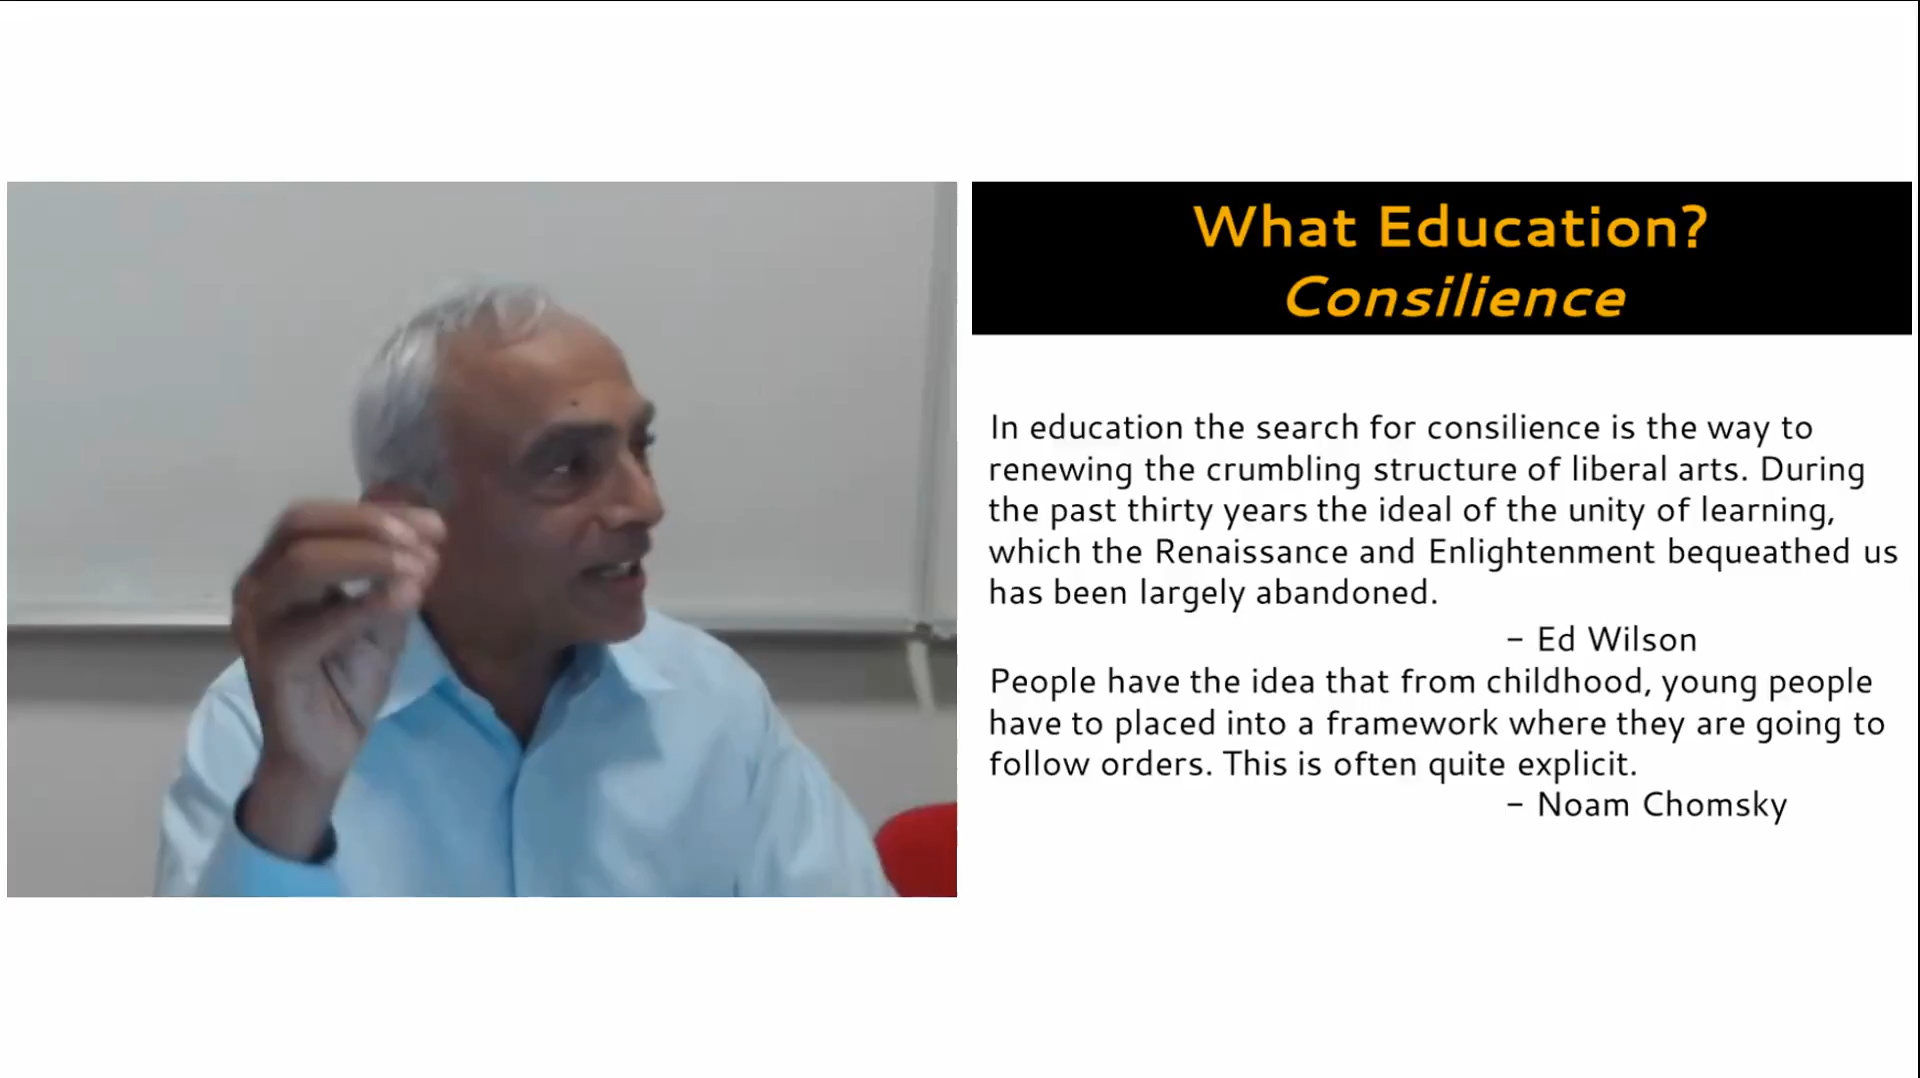 What Education?
Consilience
In education the search for consilience is the way to
renewing the crumbling structure of liberal arts. During
the past thirty years the ideal of the unity of learning,
which the Renaissance and Enlightenment bequeathed us
has been largely abandoned.
– Ed Wilson
People have the idea that from childhood, young people
have to placed into a framework where they are going to
follow orders. This is often quite explicit.
– Noam Chomsky